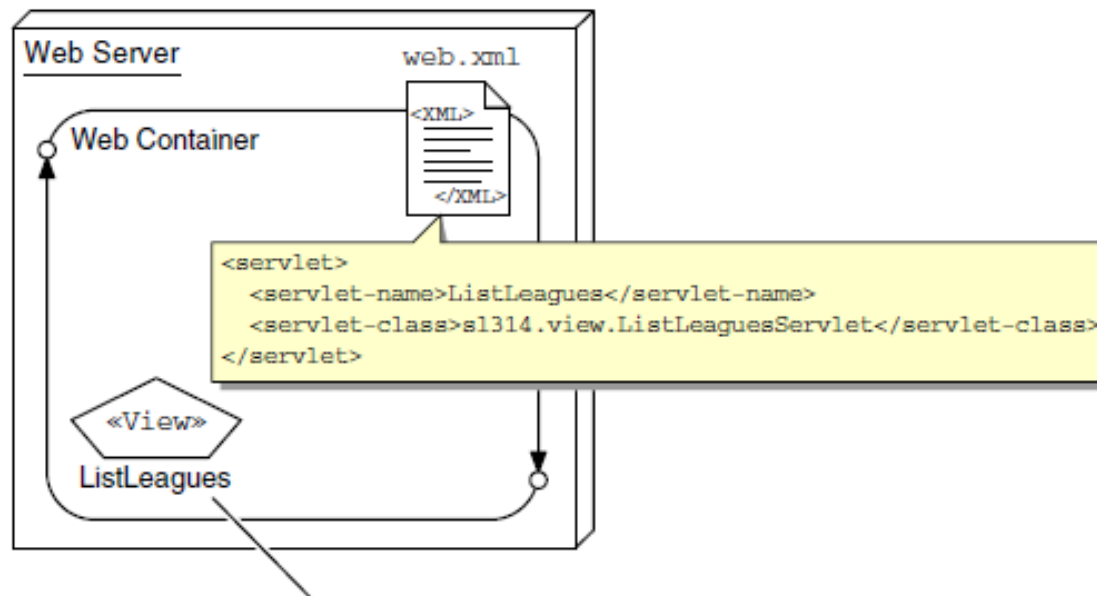 Web Server
web.xml
<XML>
</XML>
Web Container
<servlet>
<servlet-name>ListLeagues</servlet-name>
<servlet-class>sl314.view.ListLeaguesServlet</servlet-class>
</servlet>
«View»
ListLeagues